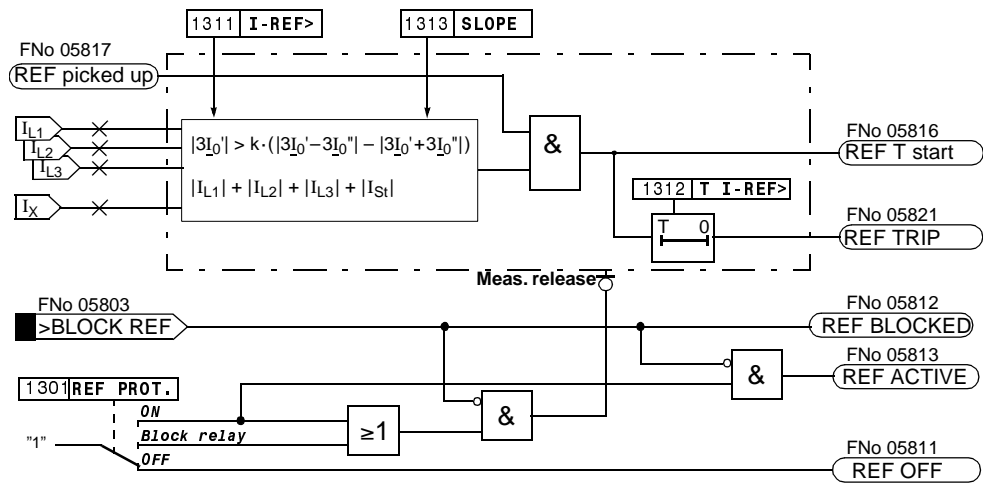 1311 I-REF>
1313 SLOPE
FNo 05817
REF picked up
IL1
IL2
IL3
IX
|3I0'| > k·(|3I0'−3I0"| − |3I0'+3I0"|)
|IL1| + |IL2| + |IL3| + |ISt|
&
FNo 05816
REF T start
1312 T I-REF>
T 0
FNo 05821
REF TRIP
Meas. release
FNo 05803
>BLOCK REF
FNo 05812
REF BLOCKED
FNo 05813
REF ACTIVE
&
1301 REF PROT.
ON
Block relay
OFF
"1"
≥1
&
FNo 05811
REF OFF